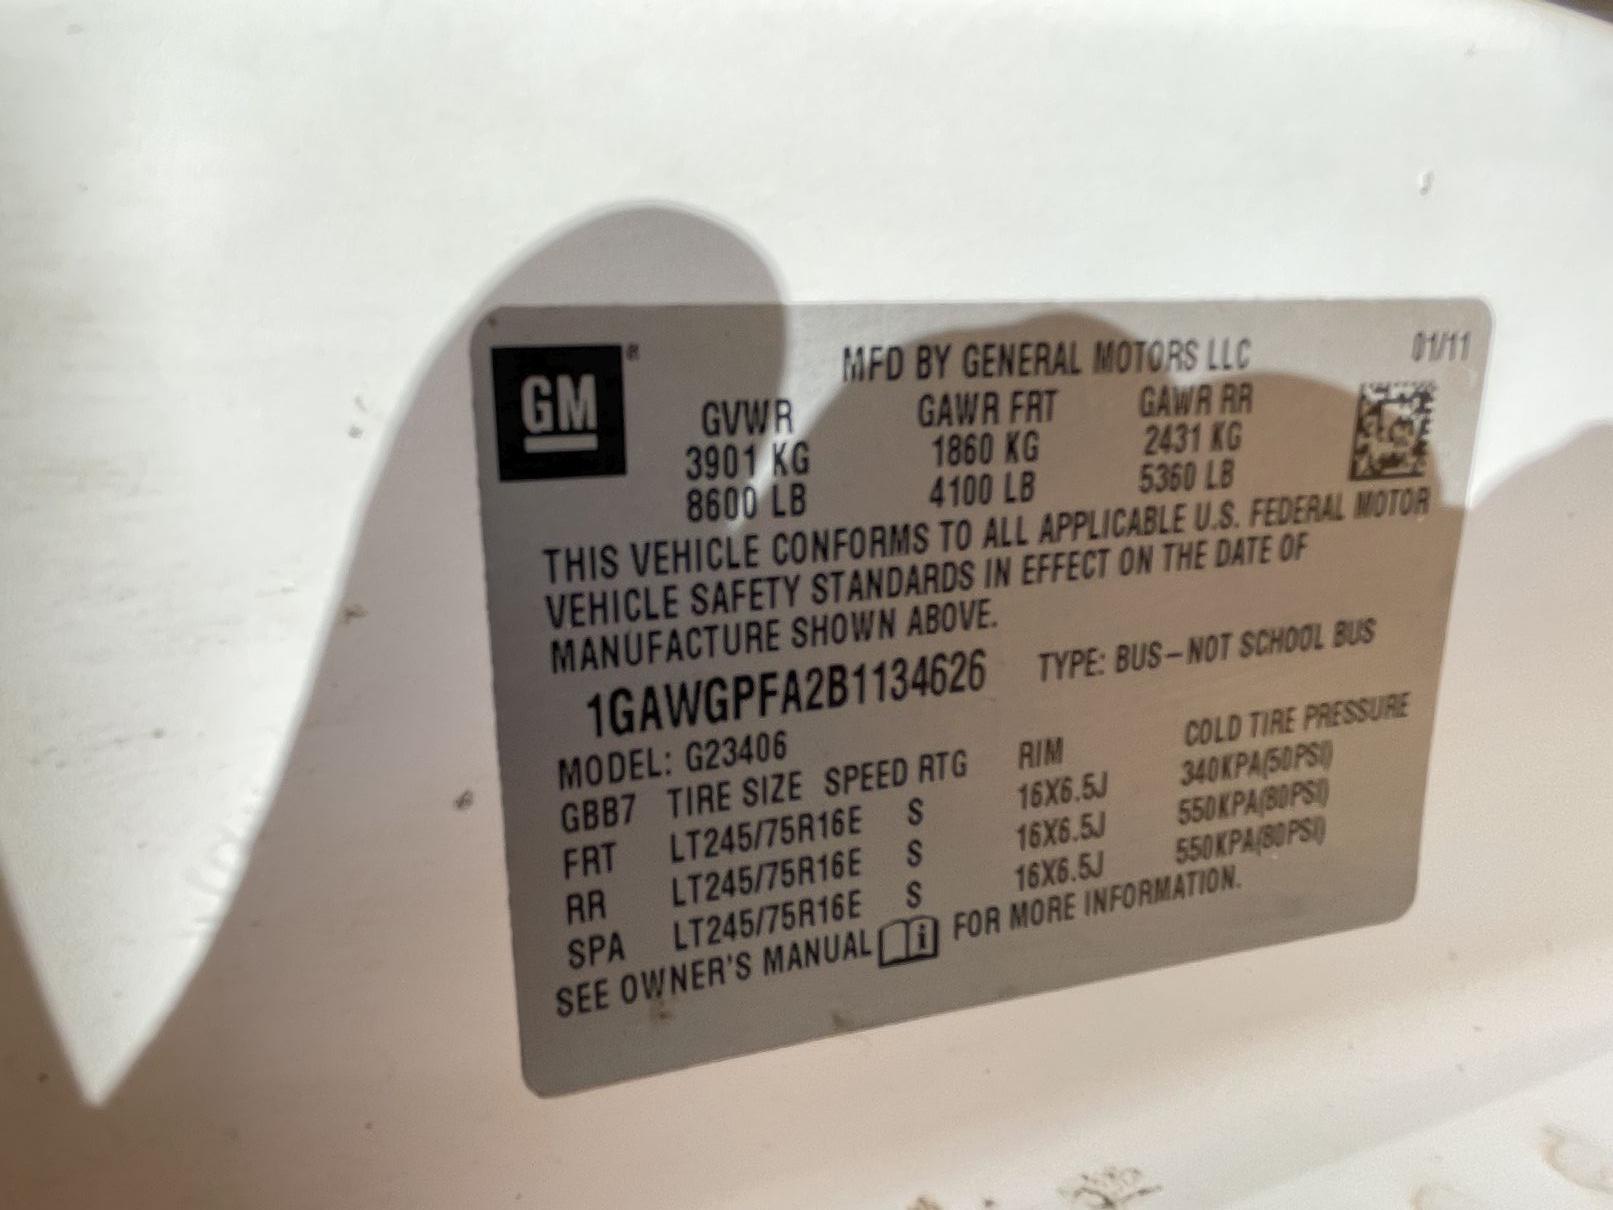 GM®
MFD BY GENERAL MOTORS LLC 01/11
GVWR GAWR FRT GAWR RR
3901 KG 1860 KG 2431 KG
8600 LB 4100 LB 5360 LB
THIS VEHICLE CONFORMS TO ALL APPLICABLE U.S. FEDERAL MOTOR
VEHICLE SAFETY STANDARDS IN EFFECT ON THE DATE OF
MANUFACTURE SHOWN ABOVE.
1GAWGPFA2B1134626 TYPE: BUS–NOT SCHOOL BUS
MODEL: G23406
GBB7 TIRE SIZE SPEED RTG RIM COLD TIRE PRESSURE
FRT LT245/75R16E S 16X6.5J 340KPA(50PSI)
RR LT245/75R16E S 16X6.5J 550KPA(80PSI)
SPA LT245/75R16E S 16X6.5J 550KPA(80PSI)
SEE OWNER'S MANUAL i FOR MORE INFORMATION.